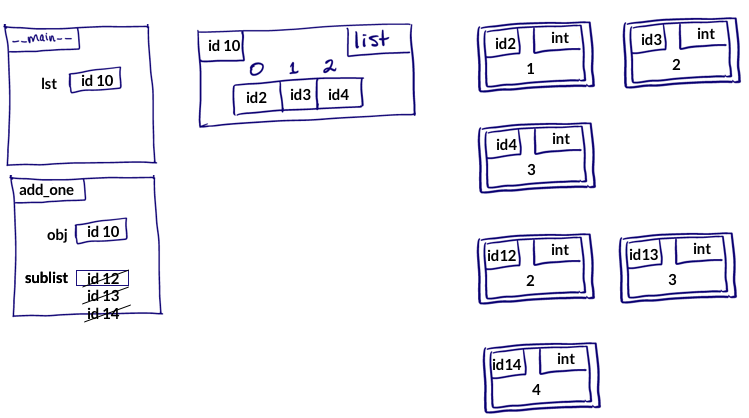 __main__
lst id 10
add_one
obj id 10
sublist id 12
id 13
id 14
id 10 list
0 1 2
id2 id3 id4
id2 int
1
id3 int
2
id4 int
3
id12 int
2
id13 int
3
id14 int
4